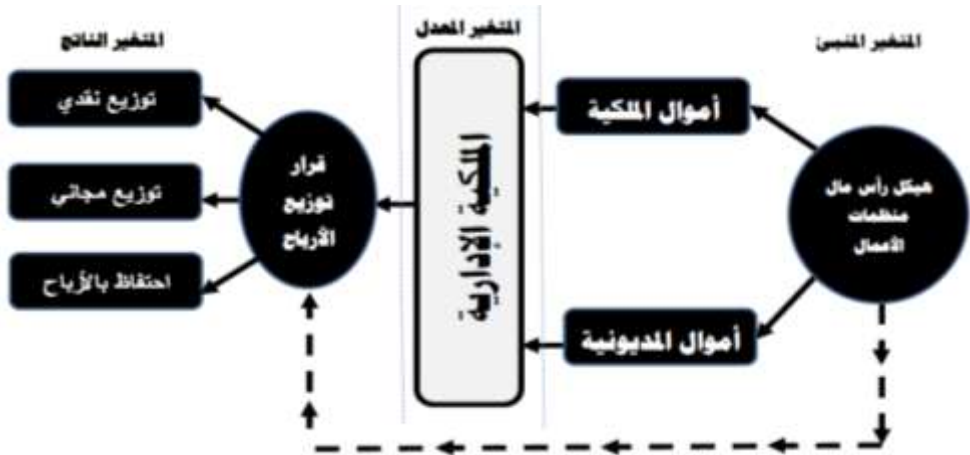 المتغير المنبئ
المتغير المعدل
المتغير الناتج
هيكل رأس مال
منظمات
الأعمال
أموال الملكية
أموال المديونية
الملكية الإدارية
قرار
توزيع
الأرباح
توزيع نقدي
توزيع مجاني
احتفاظ بالأرباح